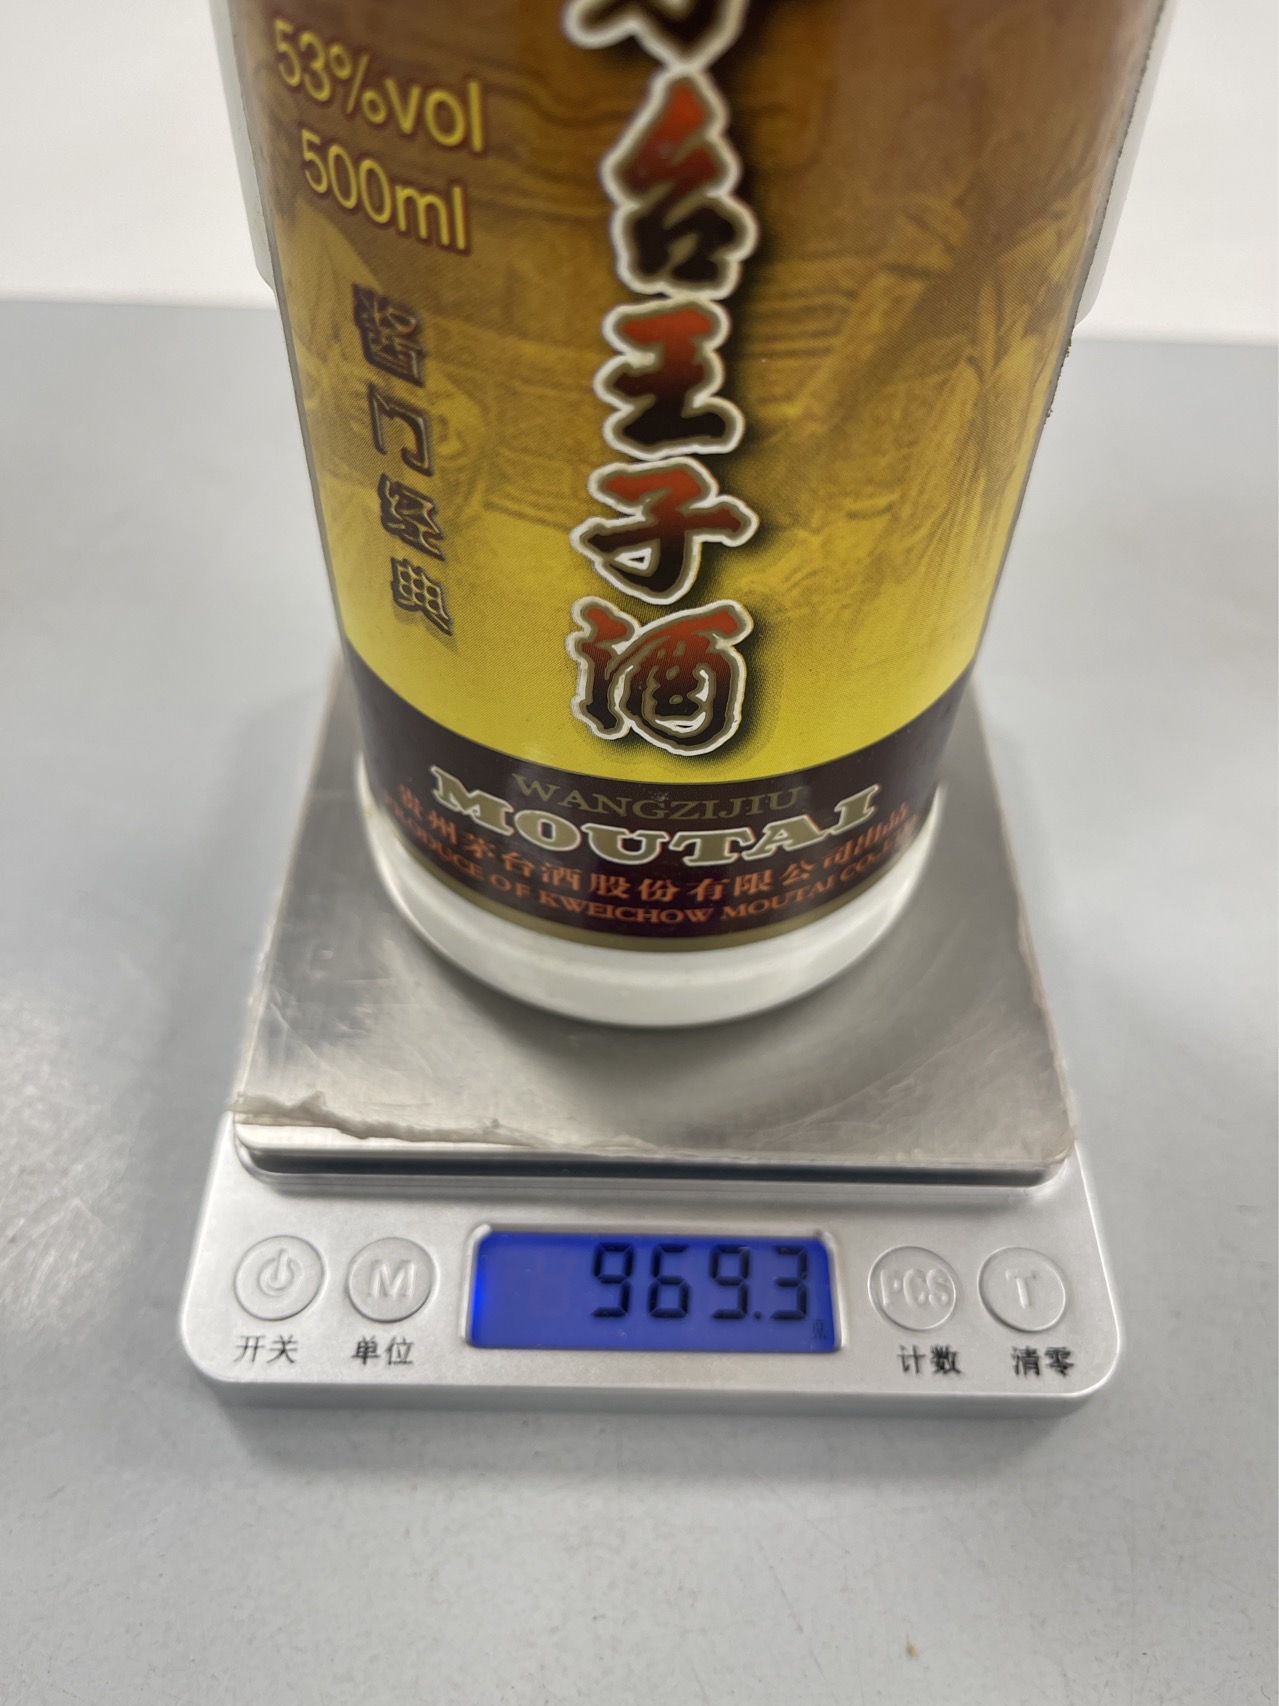 53%vol
500ml
酱门经典
台王子酒
WANGZIJIU
MOUTAI
贵州茅台酒股份有限公司出品
PRODUCE OF KWEICHOW MOUTAI CO.,
969.3
M
PCS
T
开关
单位
计数
清零